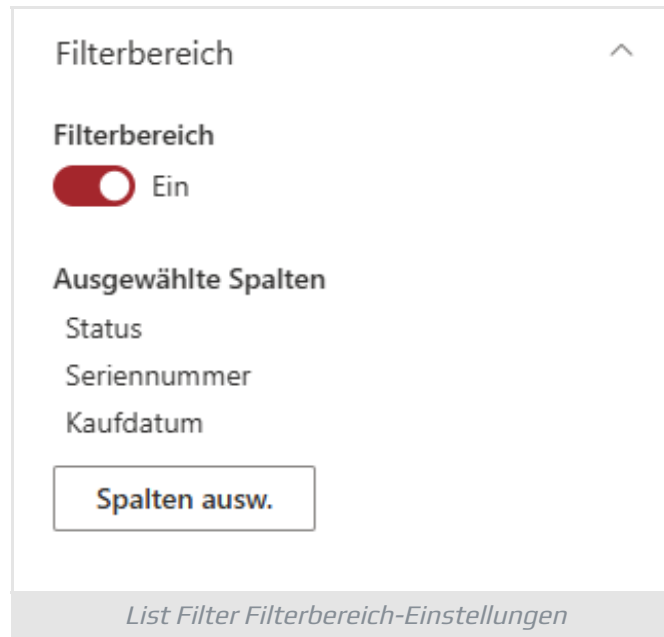 Filterbereich
Filterbereich
Ein
Ausgewählte Spalten
Status
Seriennummer
Kaufdatum
Spalten ausw.
List Filter Filterbereich-Einstellungen